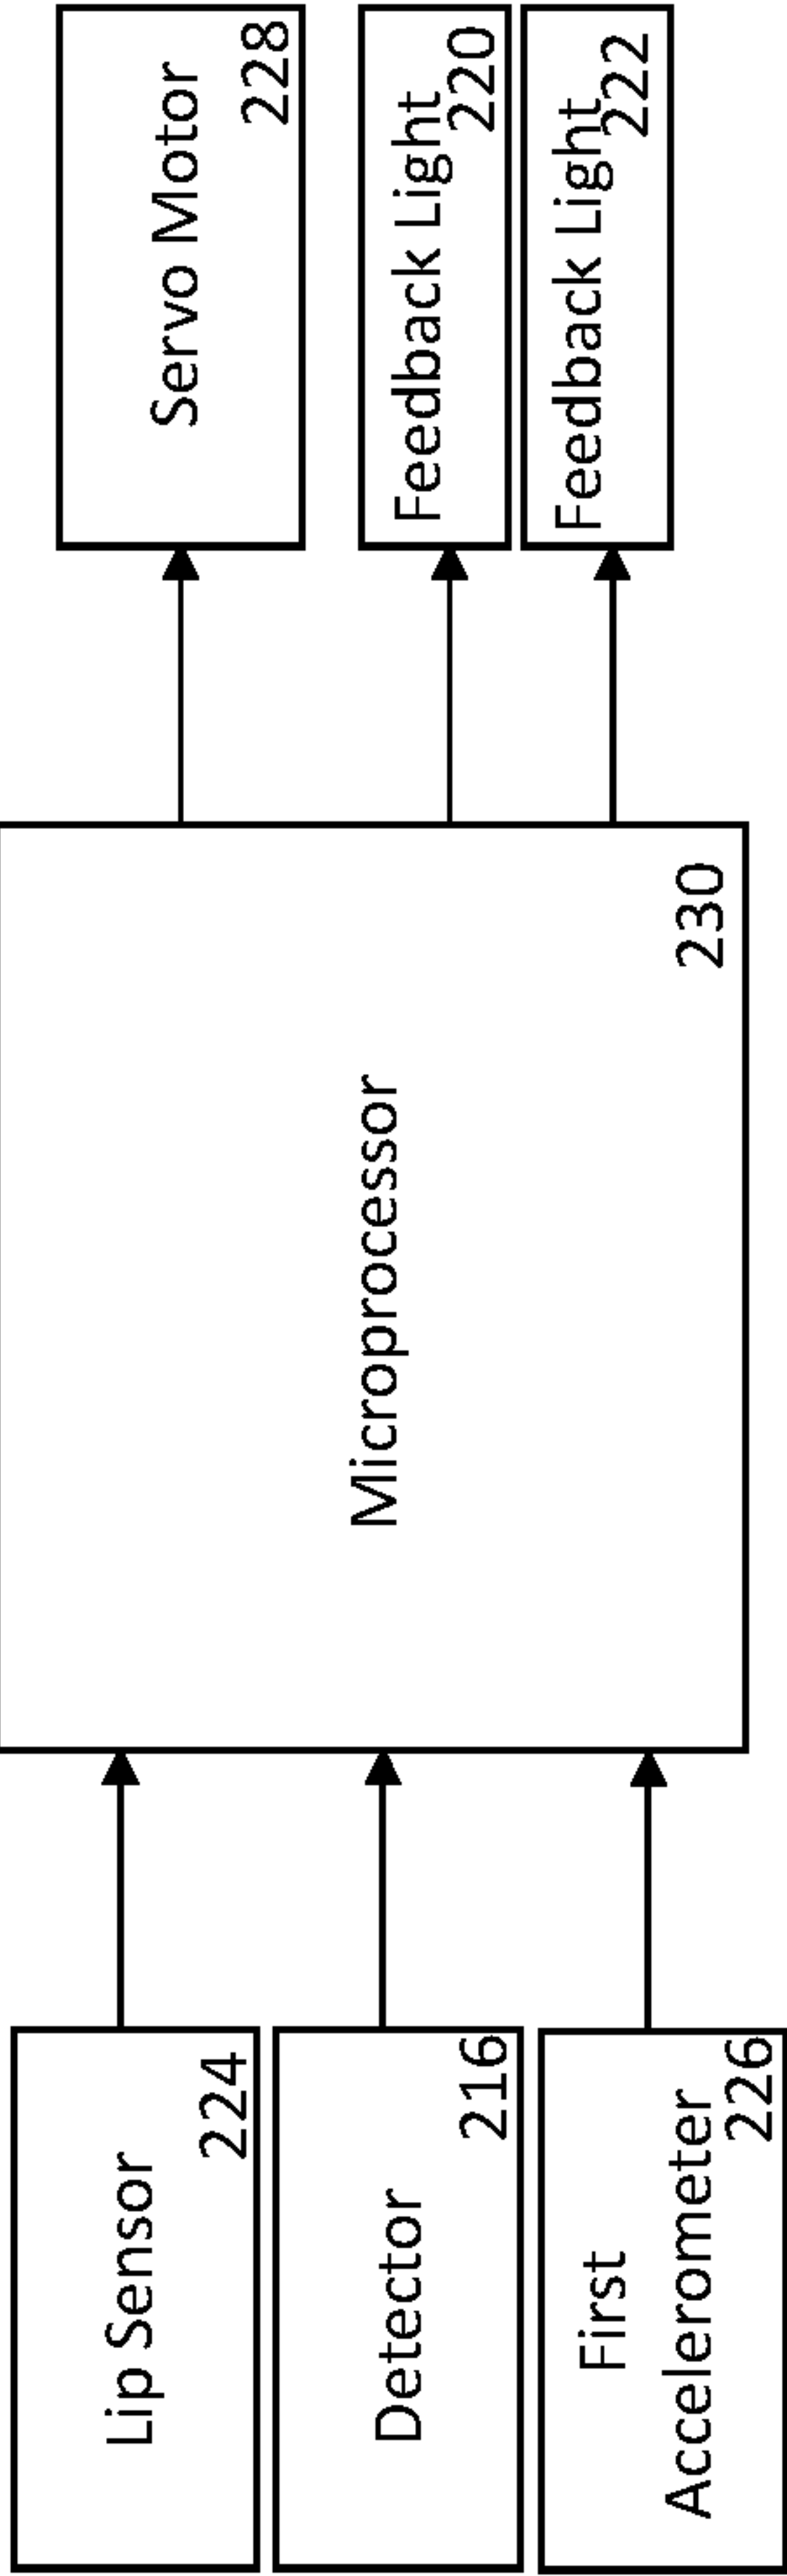 Lip Sensor
224
Detector
216
First
Accelerometer
226
Microprocessor
230
Servo Motor
228
Feedback Light
220
Feedback Light
222